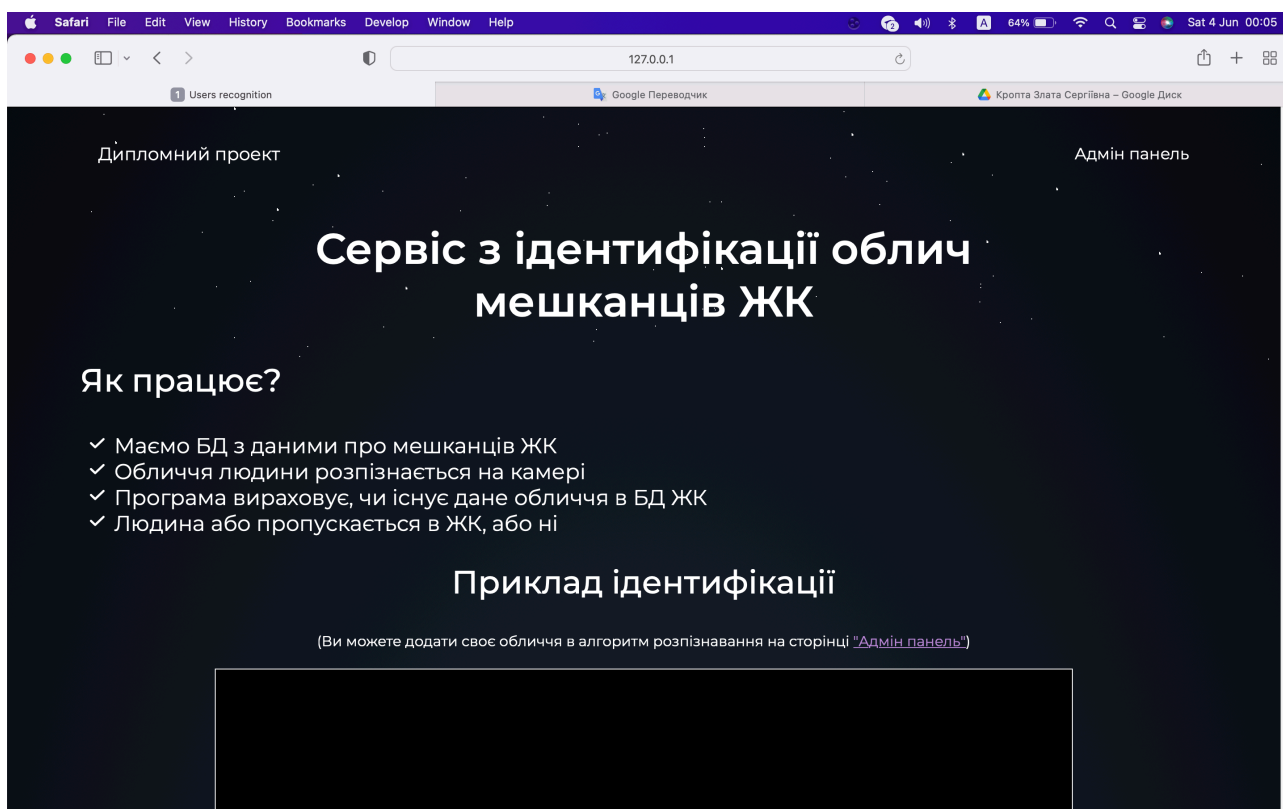 Safari File Edit View History Bookmarks Develop Window Help 2 A 64% Sat 4 Jun 00:05
127.0.0.1
1 Users recognition Google Переводчик Кропта Злата Сергіївна – Google Диск
Дипломний проект Адмін панель
Сервіс з ідентифікації облич
мешканців ЖК
Як працює?
Маємо БД з даними про мешканців ЖК
Обличчя людини розпізнається на камері
Програма вираховує, чи існує дане обличчя в БД ЖК
Людина або пропускається в ЖК, або ні
Приклад ідентифікації
(Ви можете додати своє обличчя в алгоритм розпізнавання на сторінці "Адмін панель")